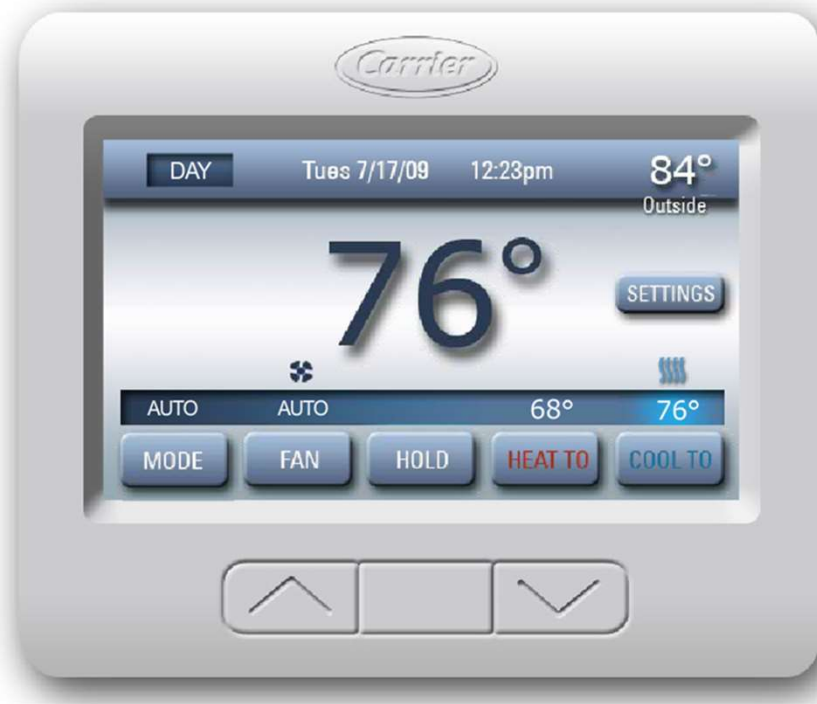 Carrier
DAY Tues 7/17/09 12:23pm 84°
Outside
76°
SETTINGS
AUTO AUTO 68° 76°
MODE FAN HOLD HEAT TO COOL TO